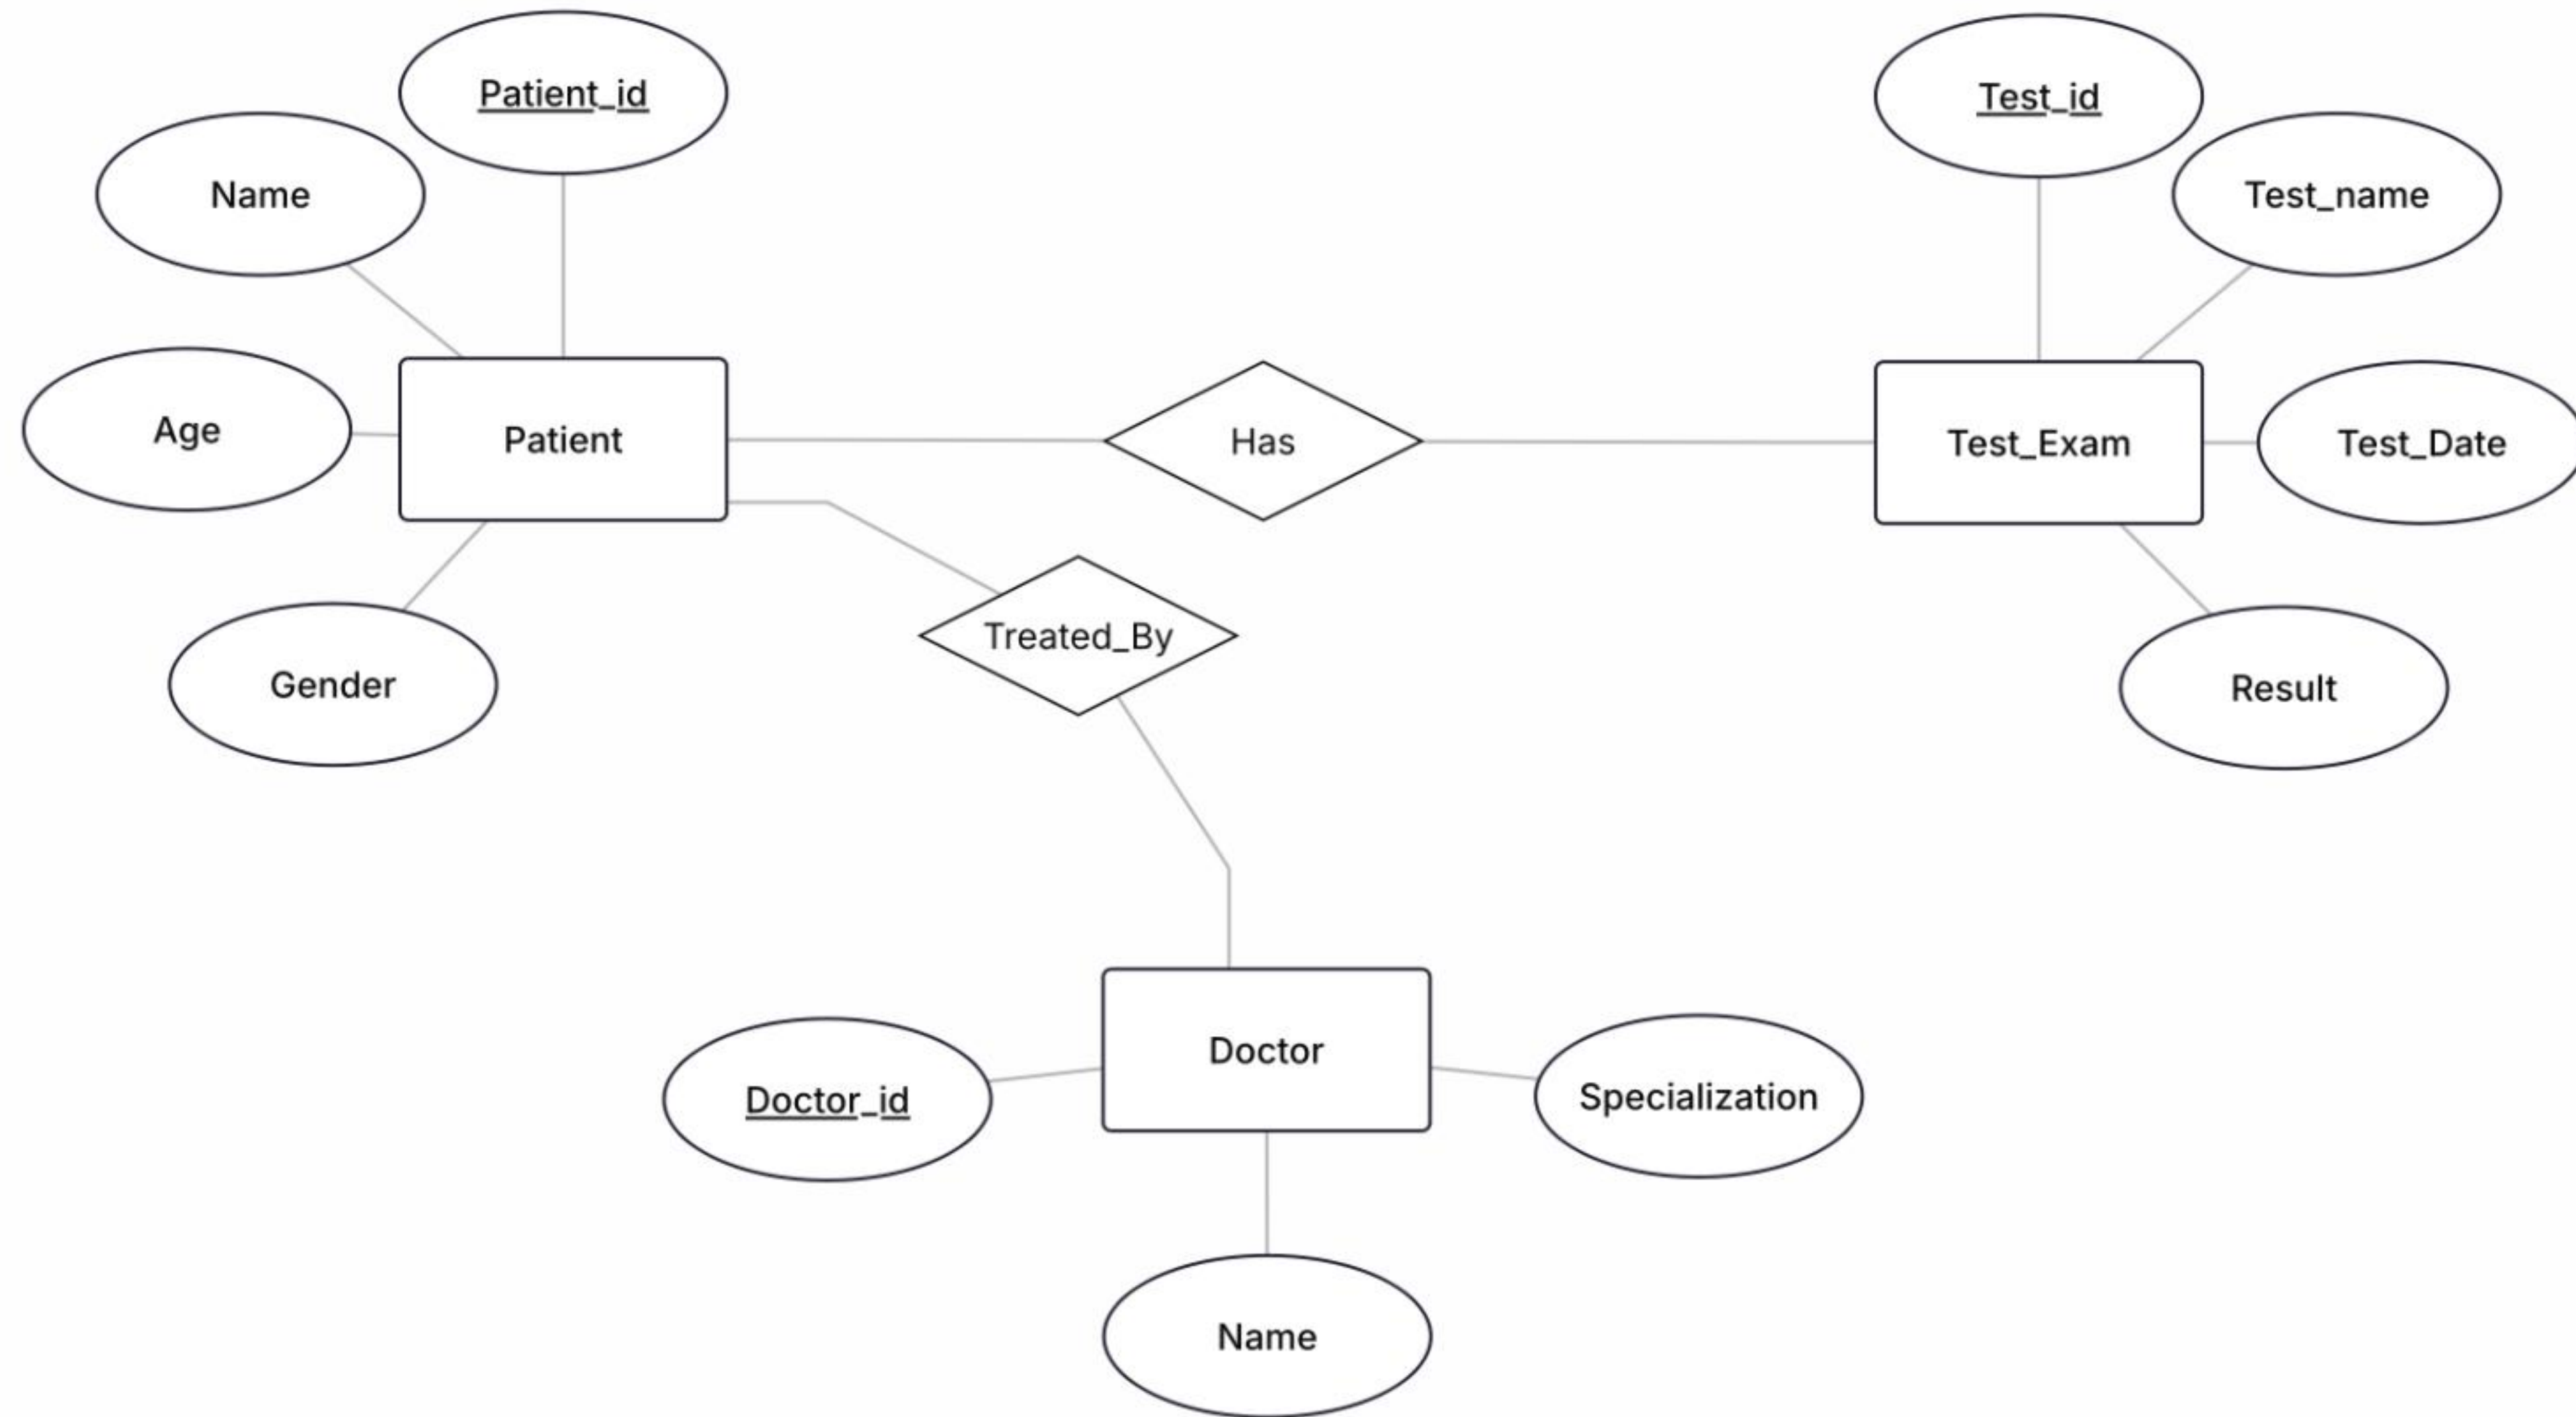 Patient_id
Test_id
Name
Test_name
Age
Patient
Has
Test_Exam
Test_Date
Treated_By
Gender
Result
Doctor
Doctor_id
Specialization
Name